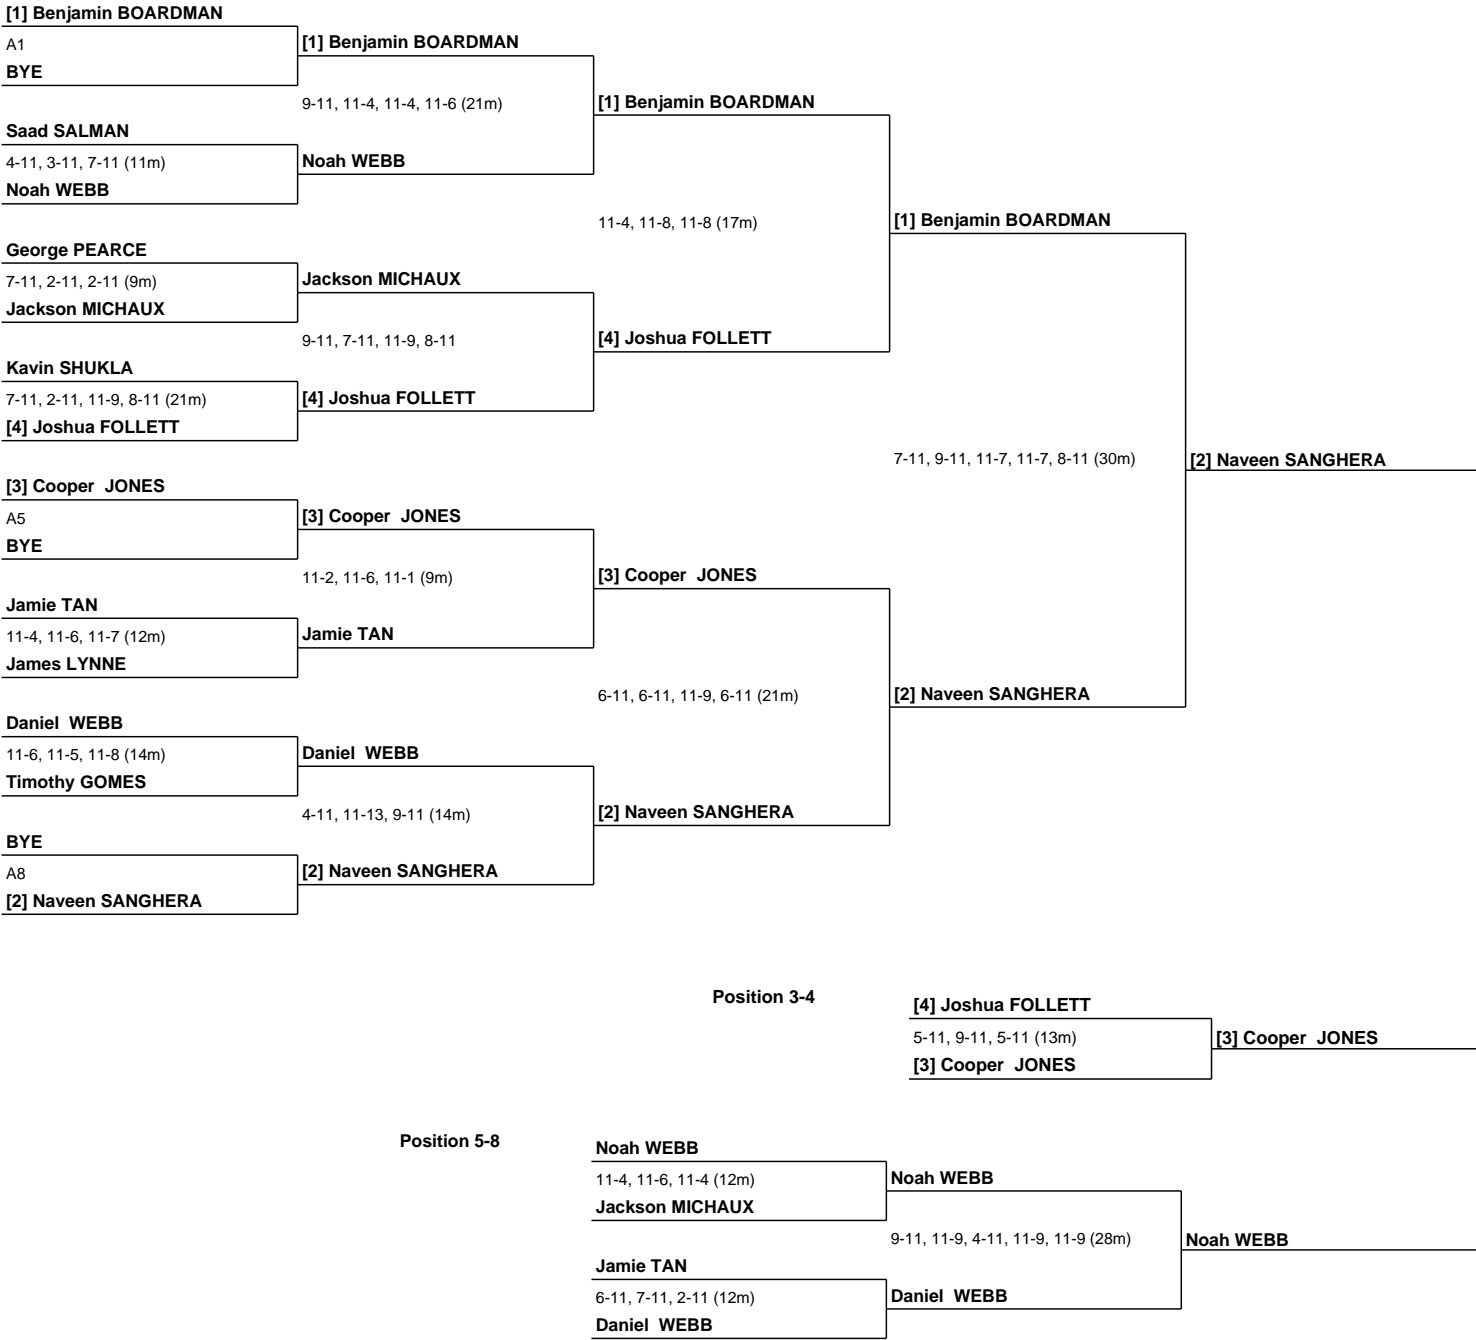 [1] Benjamin BOARDMAN
A1
BYE
[1] Benjamin BOARDMAN
9-11, 11-4, 11-4, 11-6 (21m)
[1] Benjamin BOARDMAN
Saad SALMAN
4-11, 3-11, 7-11 (11m)
Noah WEBB
Noah WEBB
11-4, 11-8, 11-8 (17m)
[1] Benjamin BOARDMAN
George PEARCE
7-11, 2-11, 2-11 (9m)
Jackson MICHAUX
Jackson MICHAUX
9-11, 7-11, 11-9, 8-11
[4] Joshua FOLLETT
Kavin SHUKLA
7-11, 2-11, 11-9, 8-11 (21m)
[4] Joshua FOLLETT
[4] Joshua FOLLETT
7-11, 9-11, 11-7, 11-7, 8-11 (30m)
[2] Naveen SANGHERA
[3] Cooper  JONES
A5
BYE
[3] Cooper  JONES
11-2, 11-6, 11-1 (9m)
[3] Cooper  JONES
Jamie TAN
11-4, 11-6, 11-7 (12m)
James LYNNE
Jamie TAN
6-11, 6-11, 11-9, 6-11 (21m)
[2] Naveen SANGHERA
Daniel  WEBB
11-6, 11-5, 11-8 (14m)
Timothy GOMES
Daniel  WEBB
4-11, 11-13, 9-11 (14m)
[2] Naveen SANGHERA
BYE
A8
[2] Naveen SANGHERA
[2] Naveen SANGHERA
Position 3-4
[4] Joshua FOLLETT
5-11, 9-11, 5-11 (13m)
[3] Cooper  JONES
[3] Cooper  JONES
Position 5-8
Noah WEBB
11-4, 11-6, 11-4 (12m)
Jackson MICHAUX
Noah WEBB
9-11, 11-9, 4-11, 11-9, 11-9 (28m)
Noah WEBB
Jamie TAN
6-11, 7-11, 2-11 (12m)
Daniel  WEBB
Daniel  WEBB